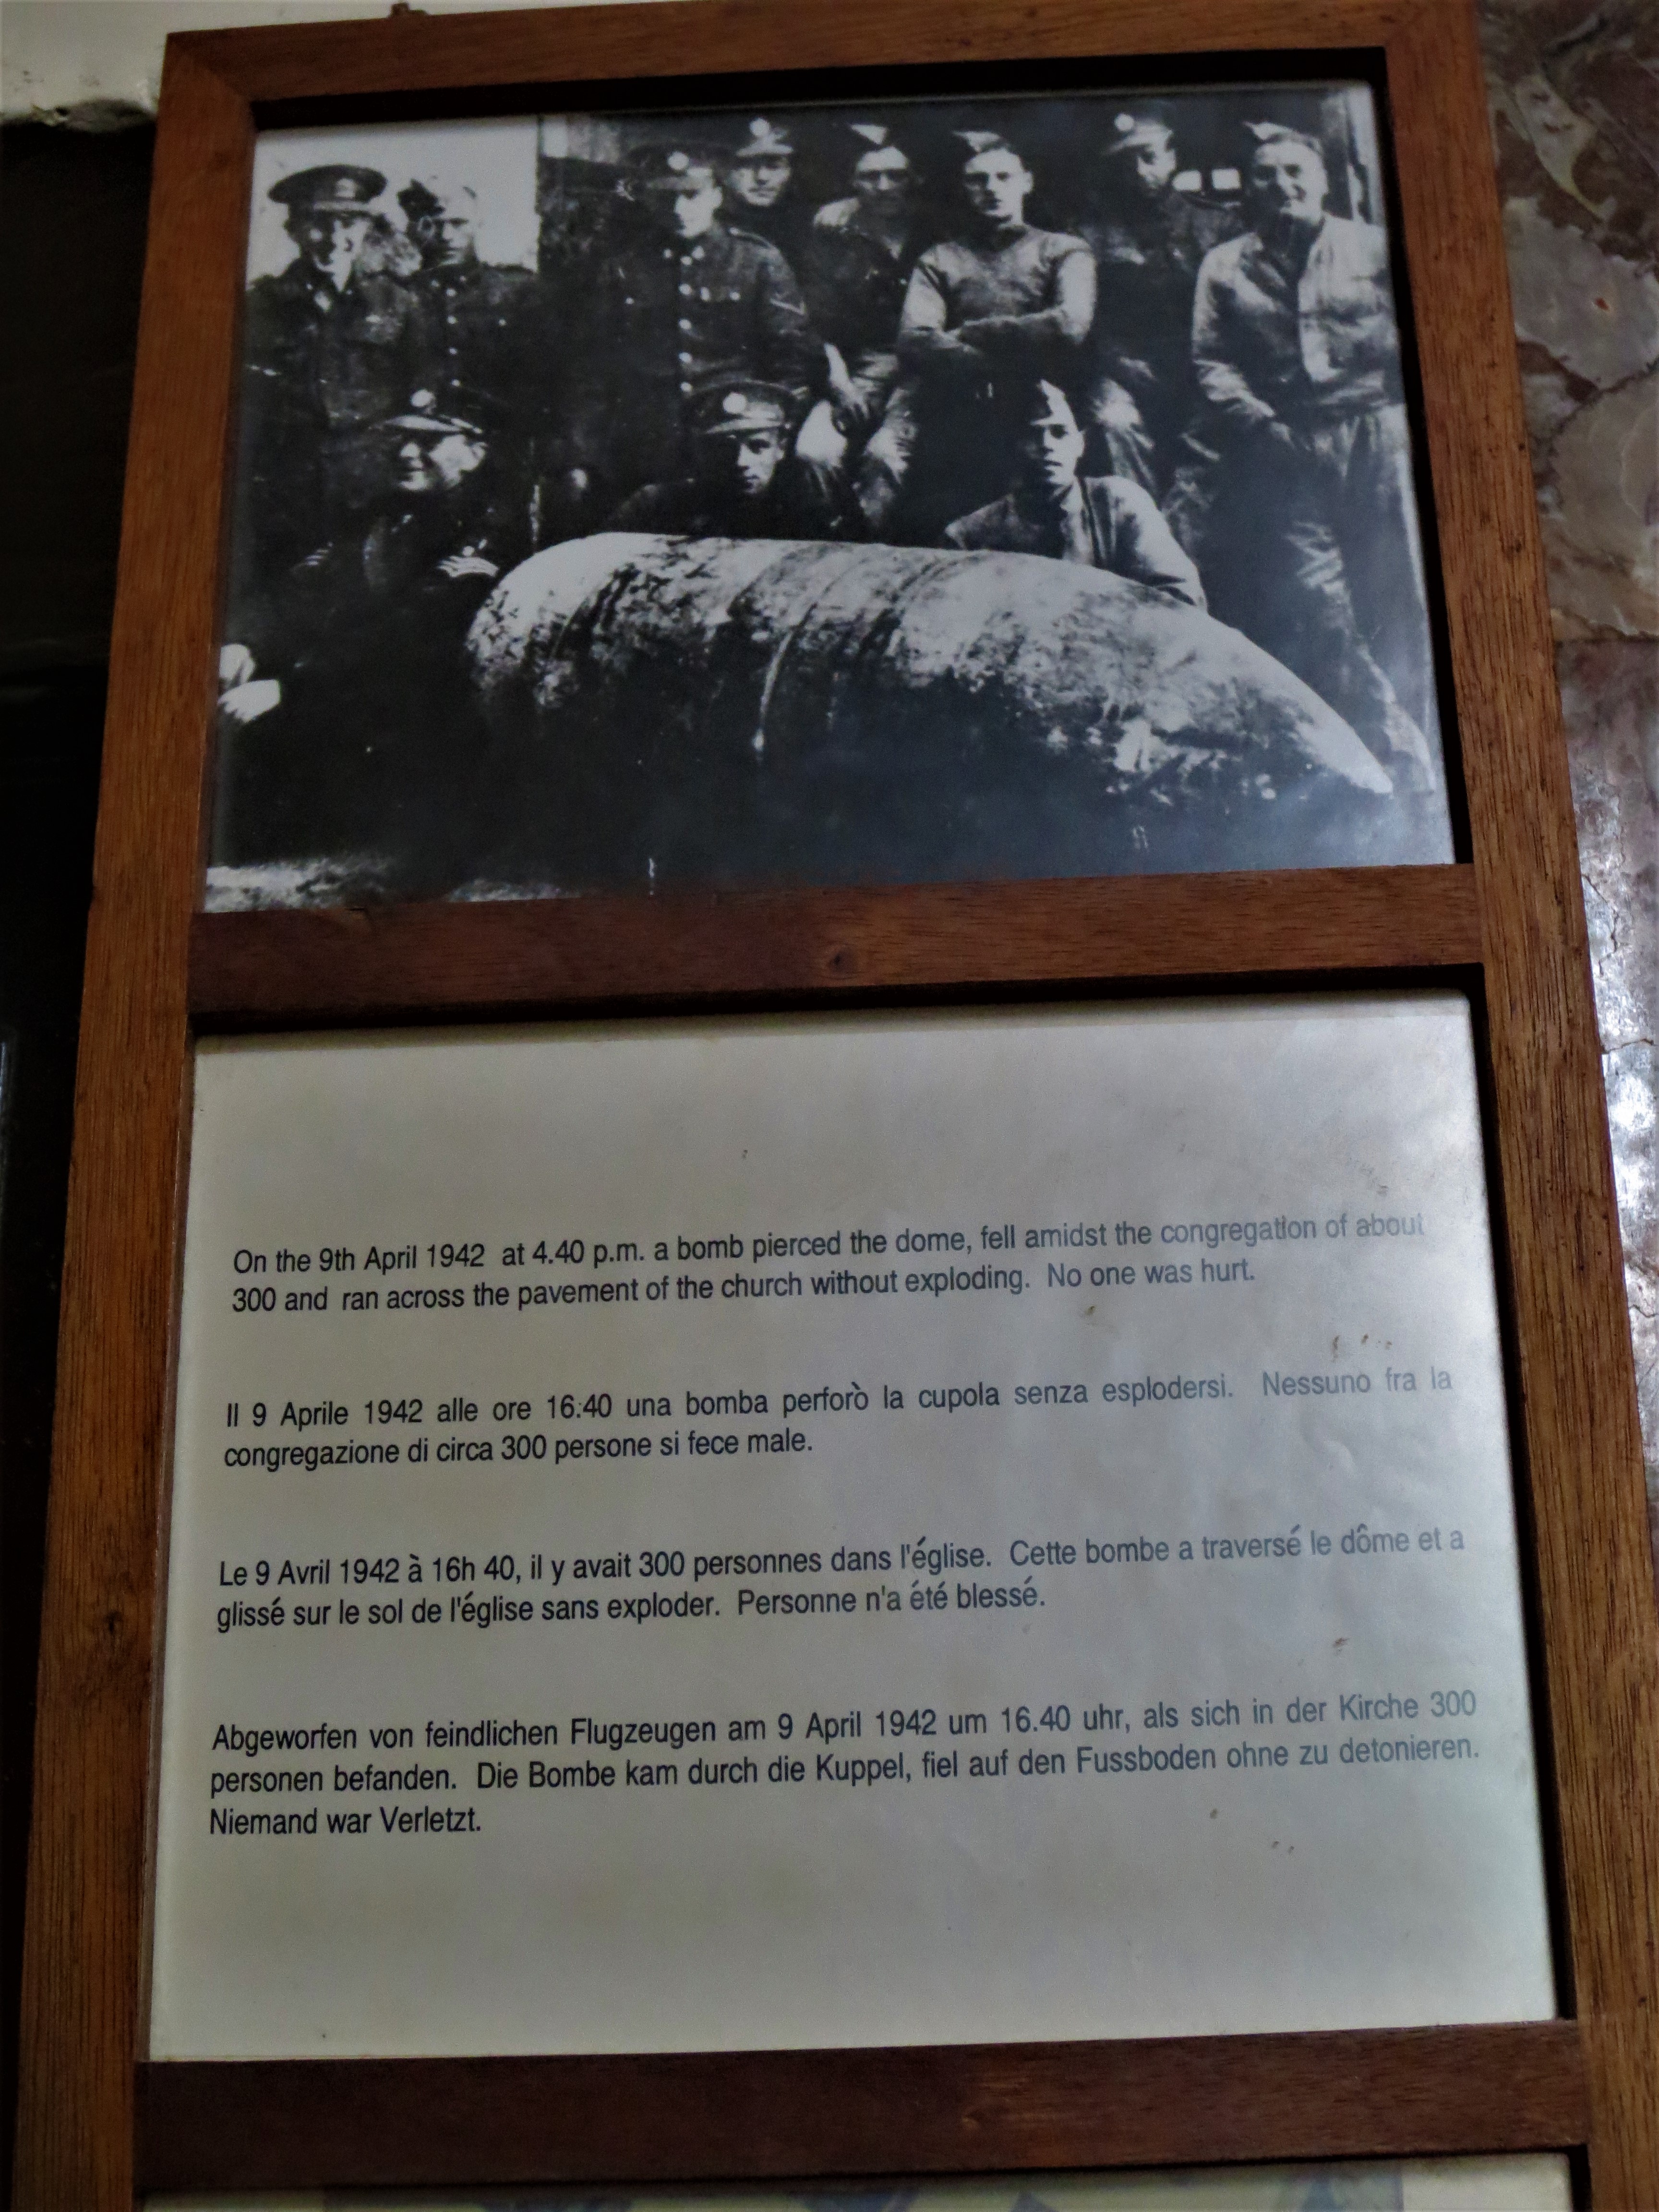 On the 9th April 1942 at 4.40 p.m. a bomb pierced the dome, fell amidst the congregation of about
300 and ran across the pavement of the church without exploding. No one was hurt.
Il 9 Aprile 1942 alle ore 16:40 una bomba perforò la cupola senza esplodersi. Nessuno fra la
congregazione di circa 300 persone si fece male.
Le 9 Avril 1942 à 16h 40, il y avait 300 personnes dans l'église. Cette bombe a traversé le dôme et a
glissé sur le sol de l'église sans exploder. Personne n'a été blessé.
Abgeworfen von feindlichen Flugzeugen am 9 April 1942 um 16.40 uhr, als sich in der Kirche 300
personen befanden. Die Bombe kam durch die Kuppel, fiel auf den Fussboden ohne zu detonieren.
Niemand war Verletzt.